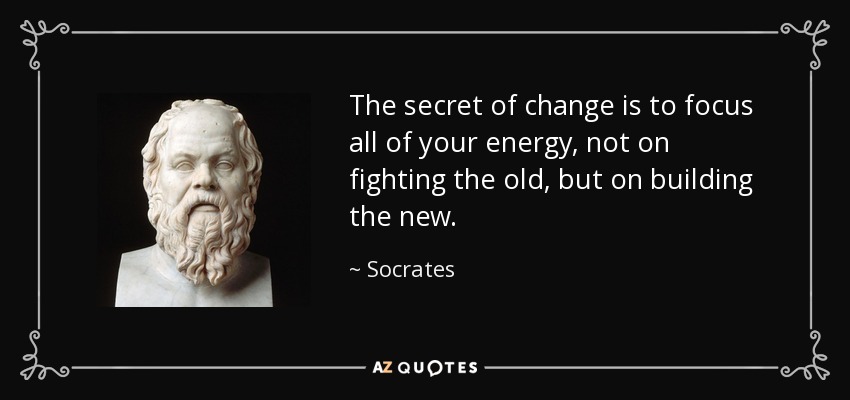 The secret of change is to focus
all of your energy, not on
fighting the old, but on building
the new.
~ Socrates
AZ QUOTES